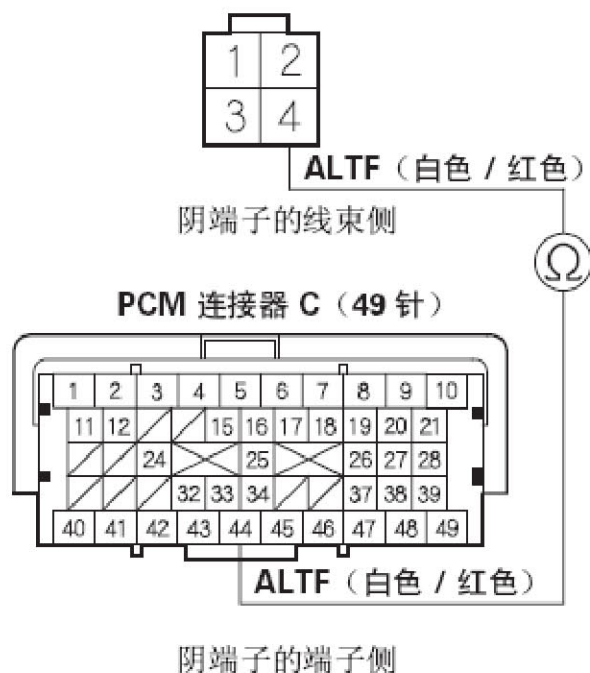 1 2
3 4
ALTF（白色 / 红色）
阴端子的线束侧
Ω
PCM 连接器 C（49 针）
1 2 3 4 5 6 7 8 9 10
11 12 15 16 17 18 19 20 21
24 25 26 27 28
32 33 34 37 38 39
40 41 42 43 44 45 46 47 48 49
ALTF（白色 / 红色）
阴端子的端子侧